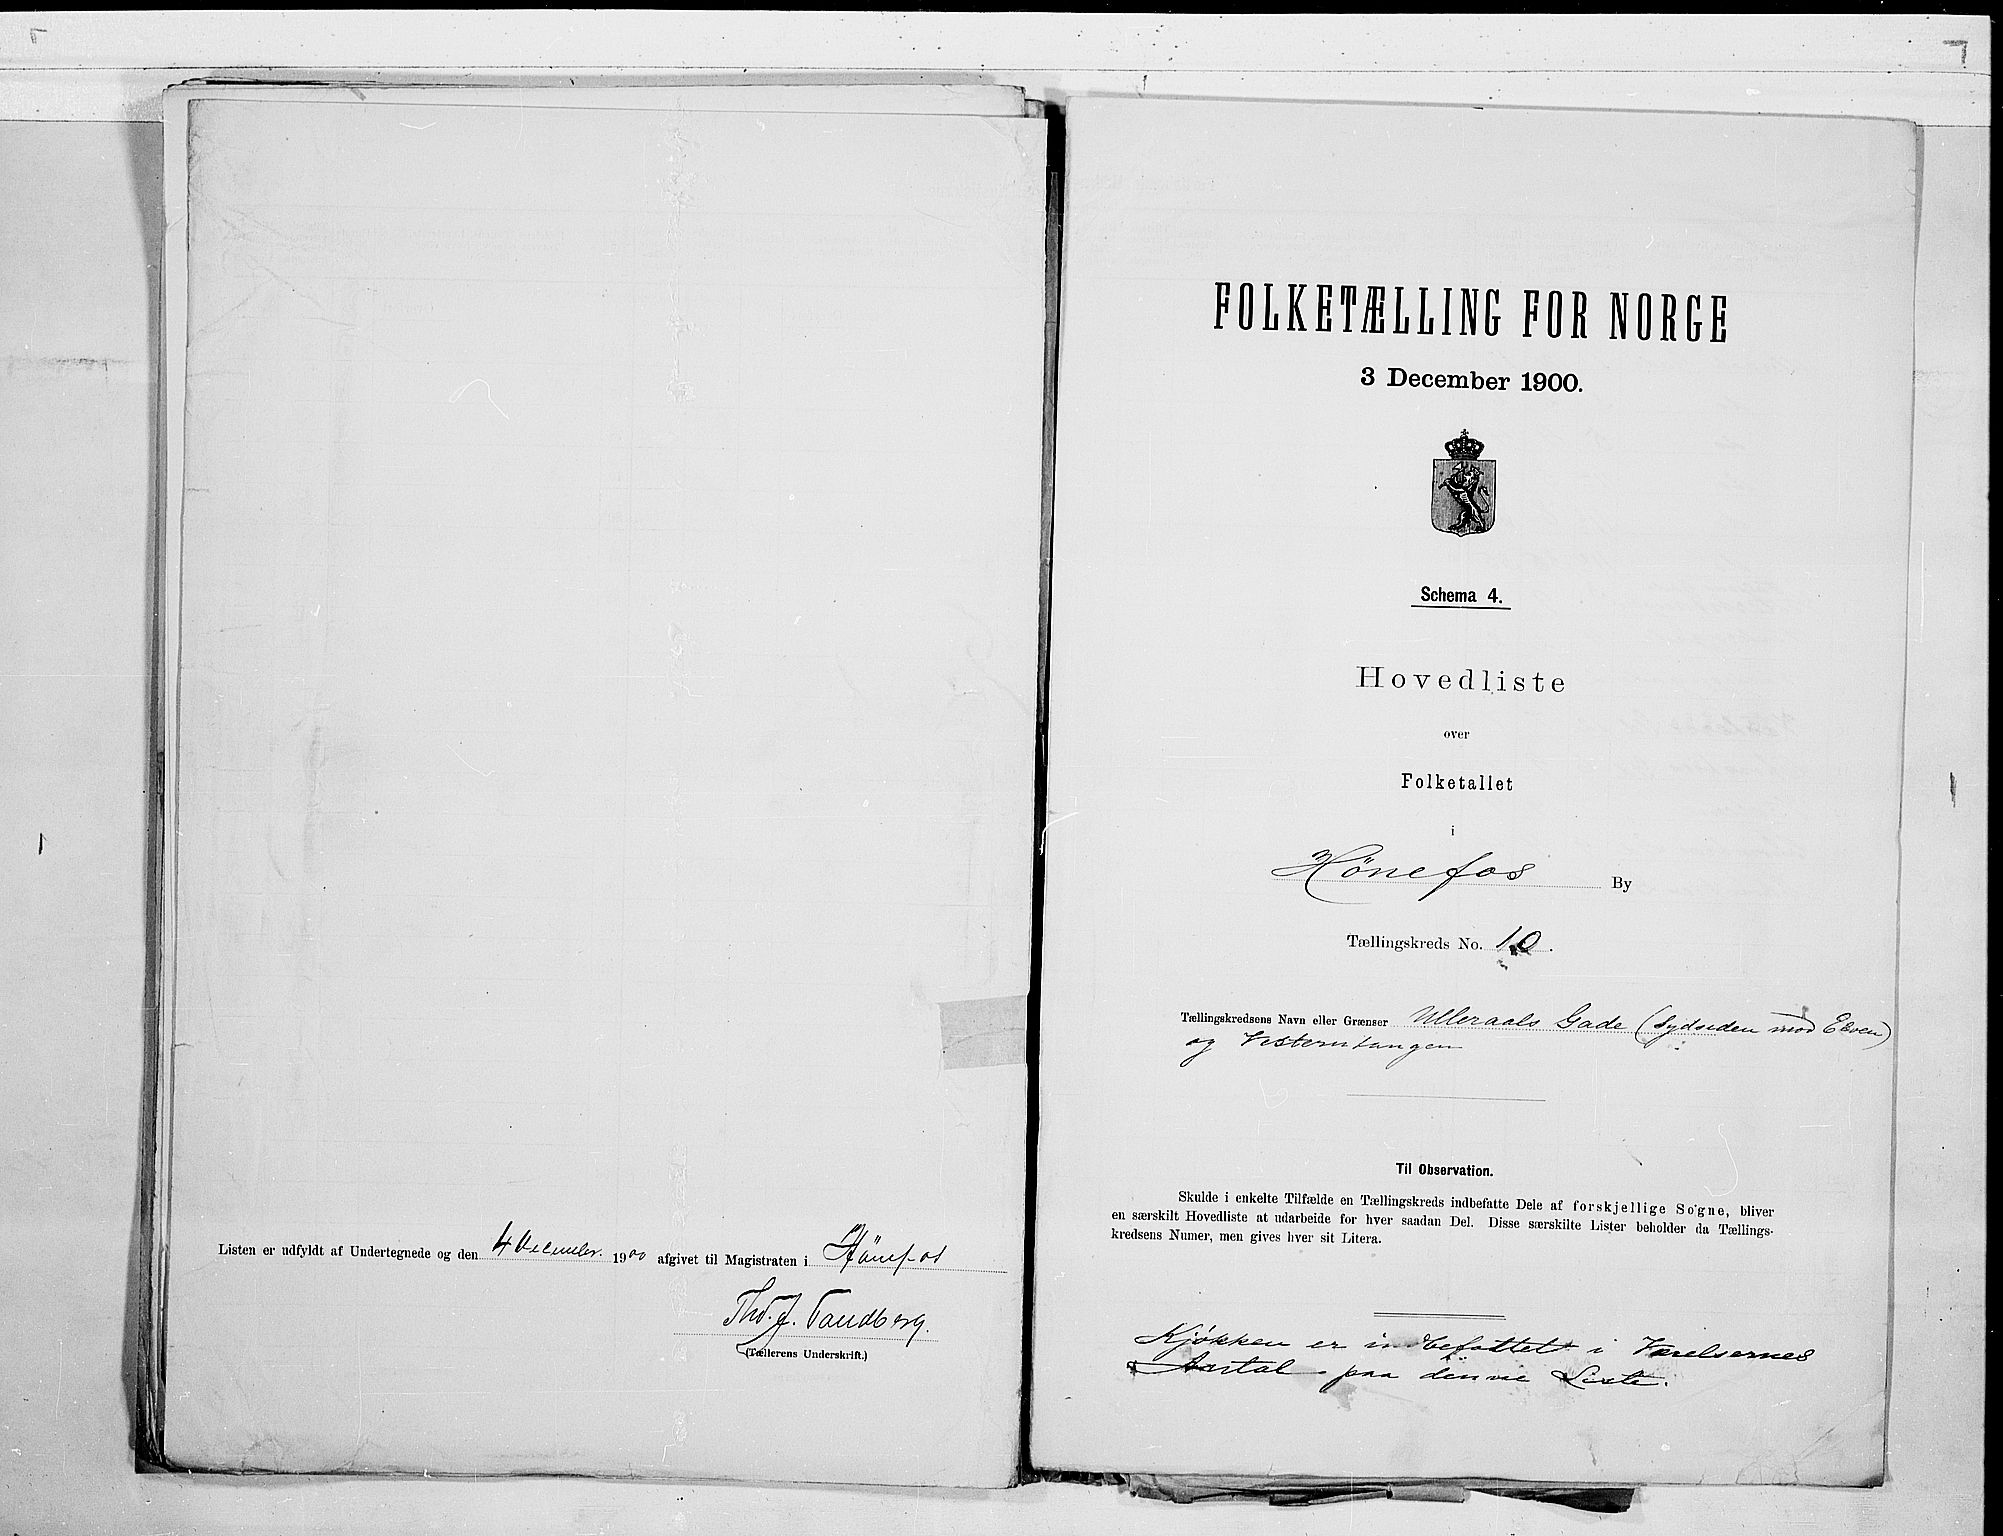 Listen er udfyldt af Undertegnede og den 4 December 1900 afgivet til Magistraten i Hönefos
Thv. J. Sandberg.
(Tællerens Underskrift.)
FOLKETÆLLING FOR NORGE
3 December 1900.
Schema 4.
Hovedliste
over
Folketallet
i
Hönefos By
Tællingskreds No. 10.
Tællingskredsens Navn eller Grænser Ulleraals Gade (Sydsiden mod Elven)
og Vesterntangen
Til Observation.
Skulde i enkelte Tilfælde en Tællingskreds indbefatte Dele af forskjellige Sogne, bliver
en særskilt Hovedliste at udarbeide for hver saadan Del. Disse særskilte Lister beholder da Tællings-
kredsens Numer, men gives hver sit Litera.
Kjøkken er indbefattet i Værelsernes
Antal paa denne Liste.